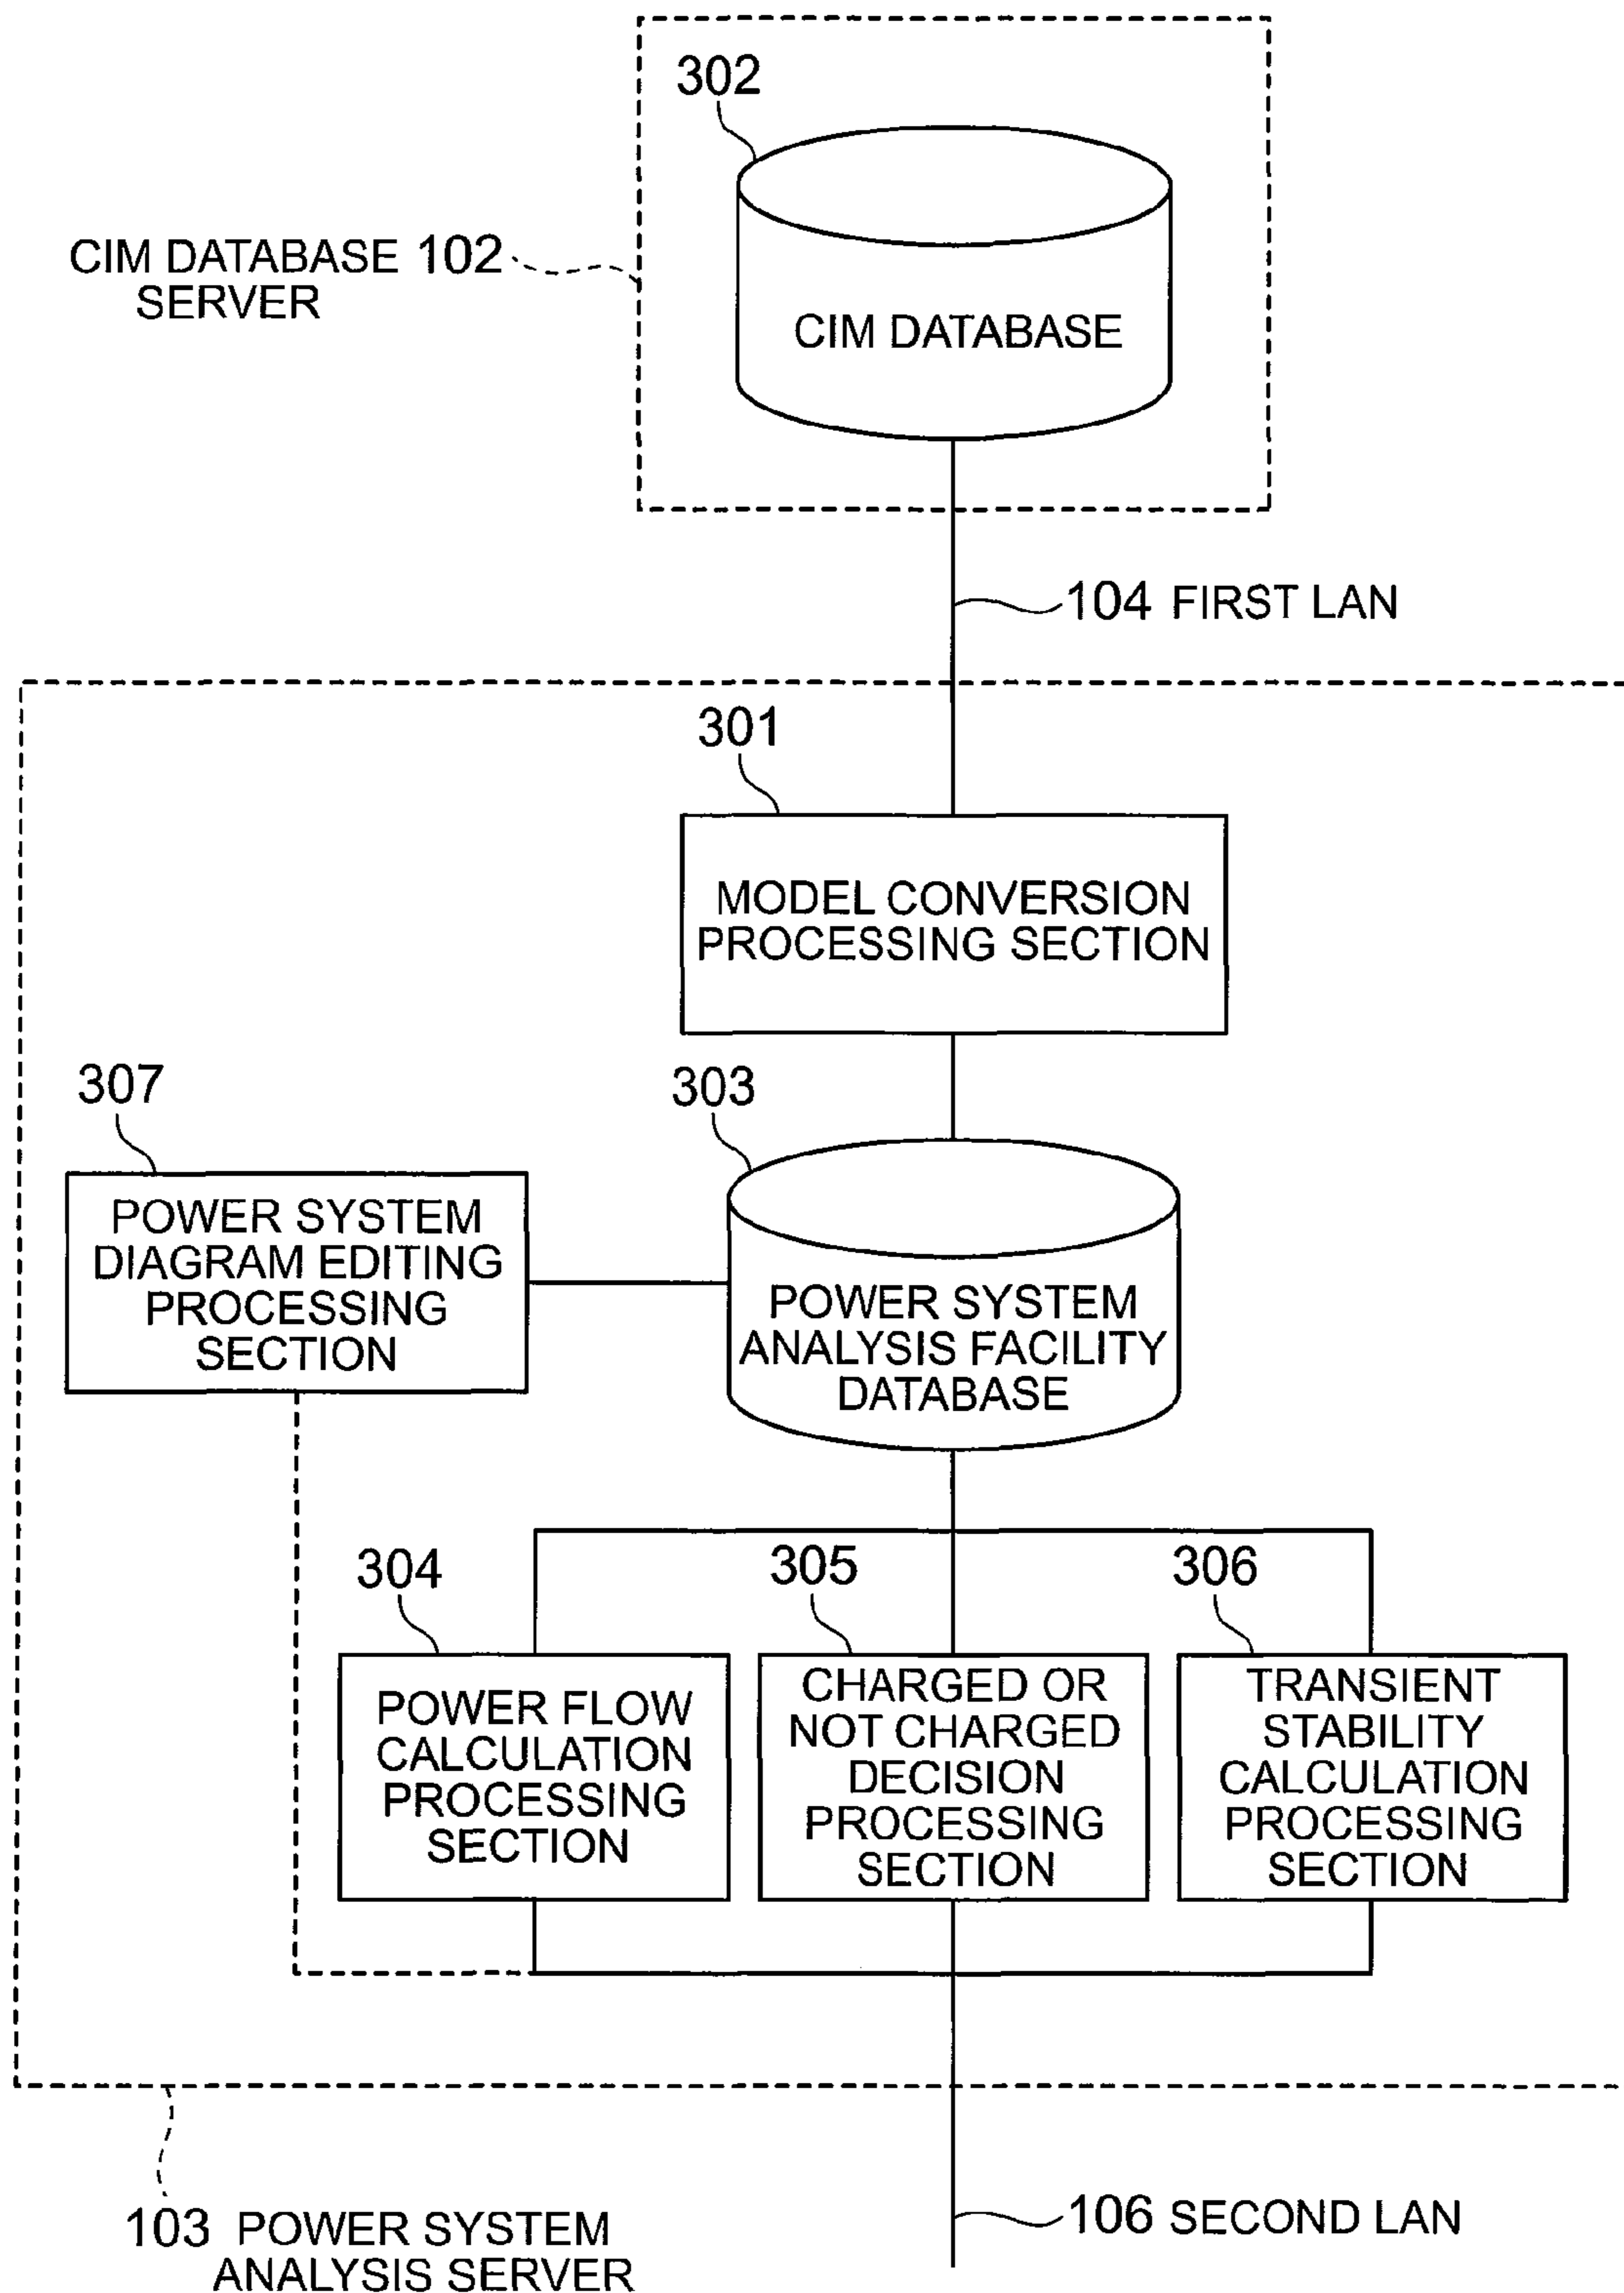 302
CIM DATABASE 102
SERVER
CIM DATABASE
104 FIRST LAN
301
MODEL CONVERSION
PROCESSING SECTION
307
303
POWER SYSTEM
DIAGRAM EDITING
PROCESSING
SECTION
POWER SYSTEM
ANALYSIS FACILITY
DATABASE
304
305
306
POWER FLOW
CALCULATION
PROCESSING
SECTION
CHARGED OR
NOT CHARGED
DECISION
PROCESSING
SECTION
TRANSIENT
STABILITY
CALCULATION
PROCESSING
SECTION
103 POWER SYSTEM
ANALYSIS SERVER
106 SECOND LAN